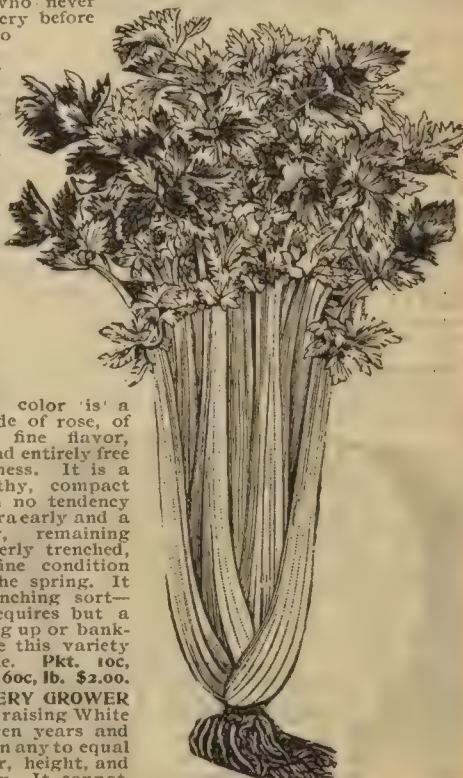 who never
ery before
o
color is a
de of rose, of
fine flavor,
nd entirely free
ness. It is a
thy, compact
no tendency
tra early and a
, remaining
erly trenched,
ine condition
he spring. It
nching sort—
equires but a
g up or bank-
e this variety
e. Pkt. 10c,
60c, lb. $2.00.
ERY GROWER
raising White
en years and
n any to equal
r, height, and
It cannot